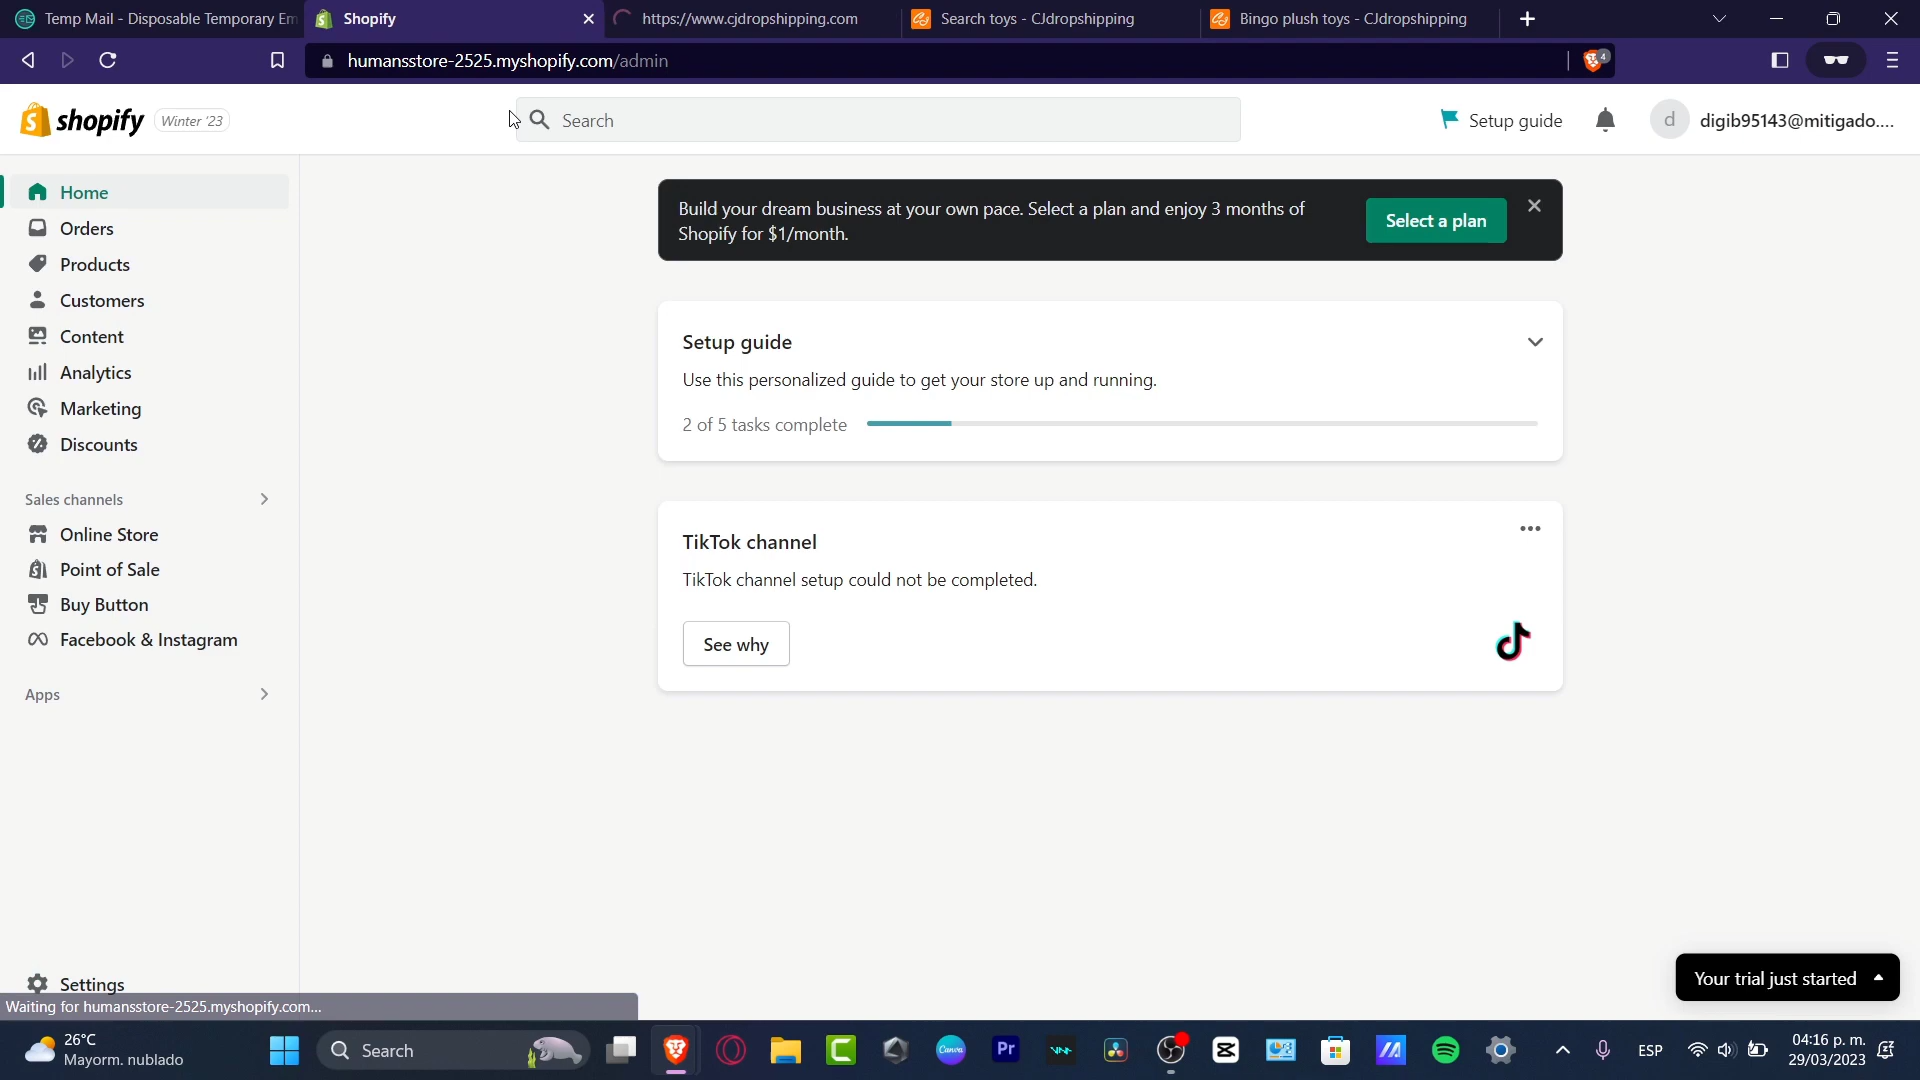 Temp Mail - Disposable Temporary Em
Shopify
https://www.cjdropshipping.com
Search toys - CJdropshipping
Bingo plush toys - CJdropshipping
humansstore-2525.myshopify.com/admin
4
shopify
Winter '23
Search
Setup guide
d
digib95143@mitigado....
Home
Orders
Products
Customers
Content
Analytics
Marketing
Discounts
Sales channels
Online Store
Point of Sale
Buy Button
Facebook & Instagram
Apps
Settings
Build your dream business at your own pace. Select a plan and enjoy 3 months of
Shopify for $1/month.
Select a plan
Setup guide
Use this personalized guide to get your store up and running.
2 of 5 tasks complete
TikTok channel
TikTok channel setup could not be completed.
See why
Your trial just started
Waiting for humansstore-2525.myshopify.com...
26°C
Mayorm. nublado
Search
Canva
Pr
ESP
04:16 p. m.
29/03/2023